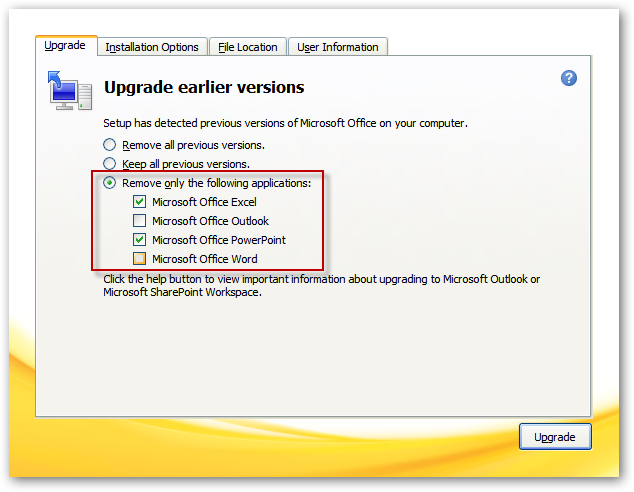 Upgrade
Installation Options
File Location
User Information
Upgrade earlier versions
?
Setup has detected previous versions of Microsoft Office on your computer.
Remove all previous versions.
Keep all previous versions.
Remove only the following applications:
Microsoft Office Excel
Microsoft Office Outlook
Microsoft Office PowerPoint
Microsoft Office Word
Click the help button to view important information about upgrading to Microsoft Outlook or
Microsoft SharePoint Workspace.
Upgrade